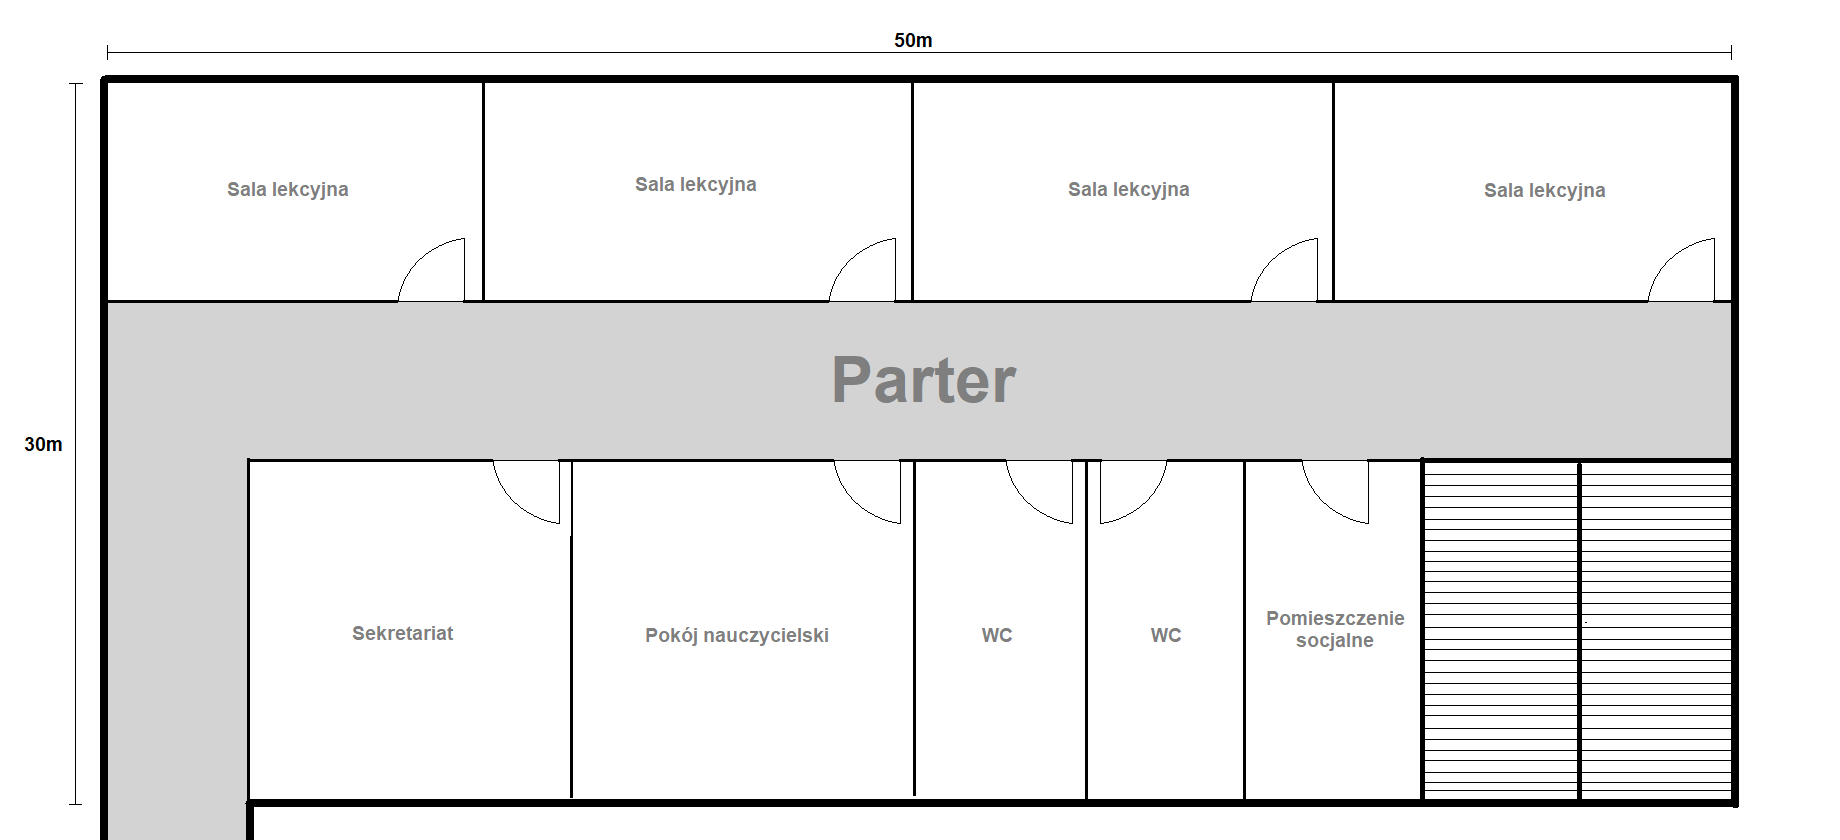 50m
Sala lekcyjna
Sala lekcyjna
Sala lekcyjna
Sala lekcyjna
Parter
30m
Sekretariat
Pokój nauczycielski
WC
WC
Pomieszczenie
socjalne